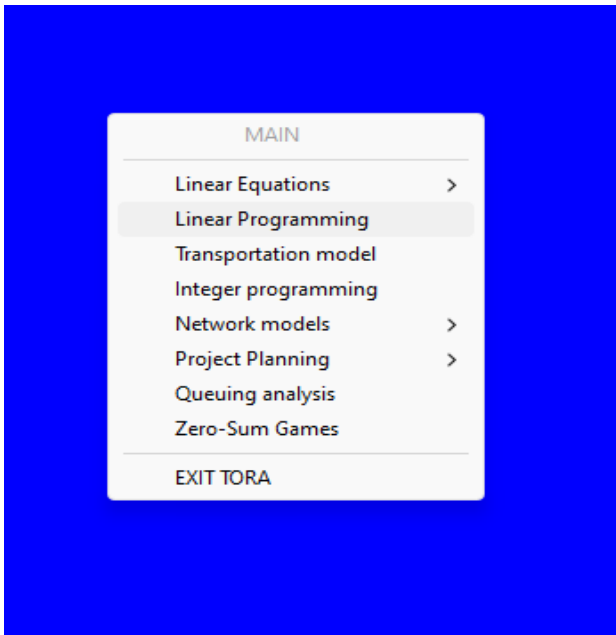 MAIN
Linear Equations
Linear Programming
Transportation model
Integer programming
Network models
Project Planning
Queuing analysis
Zero-Sum Games
EXIT TORA